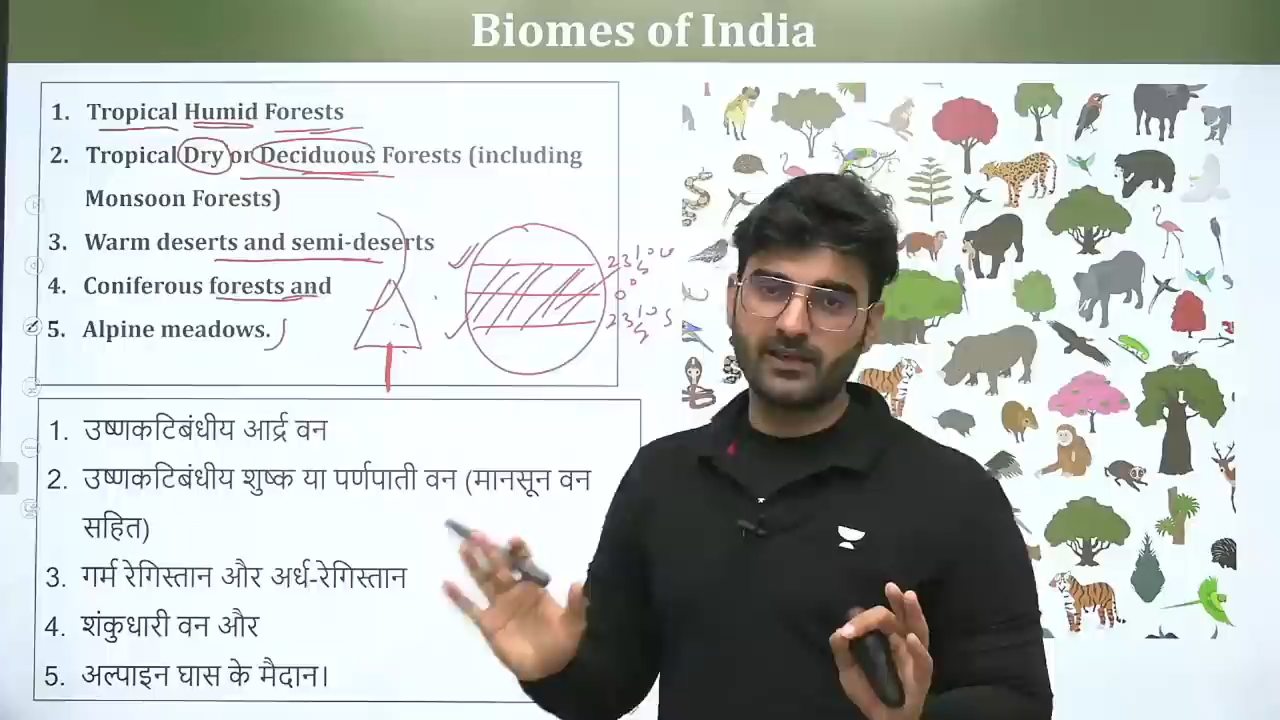 Biomes of India
1. Tropical Humid Forests
2. Tropical Dry or Deciduous Forests (including
Monsoon Forests)
3. Warm deserts and semi-deserts
4. Coniferous forests and
5. Alpine meadows.
0°
1. उष्णकटिबंधीय आर्द्र वन
2. उष्णकटिबंधीय शुष्क या पर्णपाती वन (मानसून वन
सहित)
3. गर्म रेगिस्तान और अर्ध-रेगिस्तान
4. शंकुधारी वन और
5. अल्पाइन घास के मैदान।